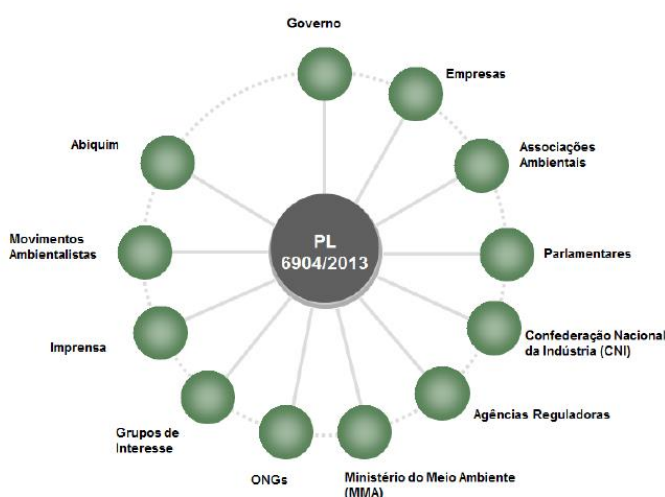 Governo
Empresas
Abiquim
Associações
Ambientais
PL
6904/2013
Movimentos
Ambientalistas
Parlamentares
Imprensa
Confederação Nacional
da Indústria (CNI)
Agências Reguladoras
Grupos de
Interesse
ONGs
Ministério do Meio Ambiente
(MMA)